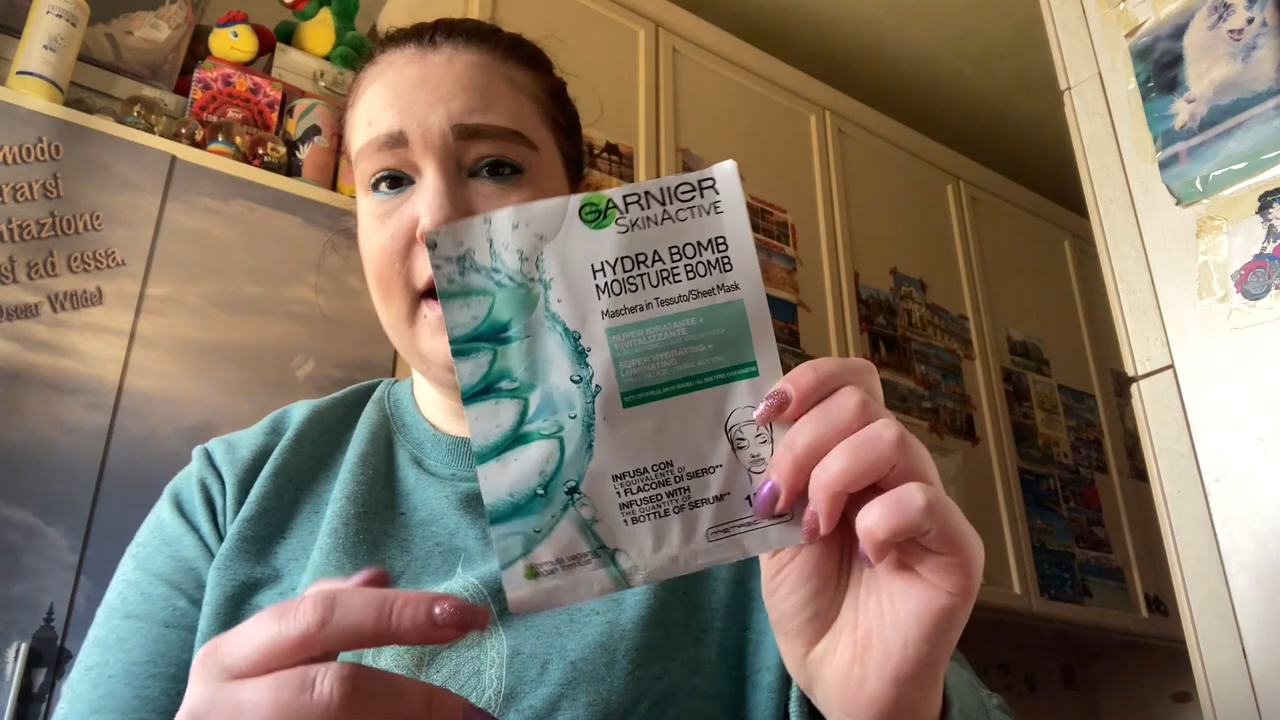 modo
rarsi
ntazione
si ad essa.
Oscar Wilde!
GARNIER
SKINACTIVE
HYDRA BOMB
MOISTURE BOMB
Maschera in Tessuto/Sheet Mask
SUPER IDRATANTE +
RIVITALIZZANTE
SUPER HYDRATING +
LUMINATING
INFUSA CON
L'EQUIVALENTE DI
1 FLACONE DI SIERO**
INFUSED WITH
THE QUANTITY OF
1 BOTTLE OF SERUM**